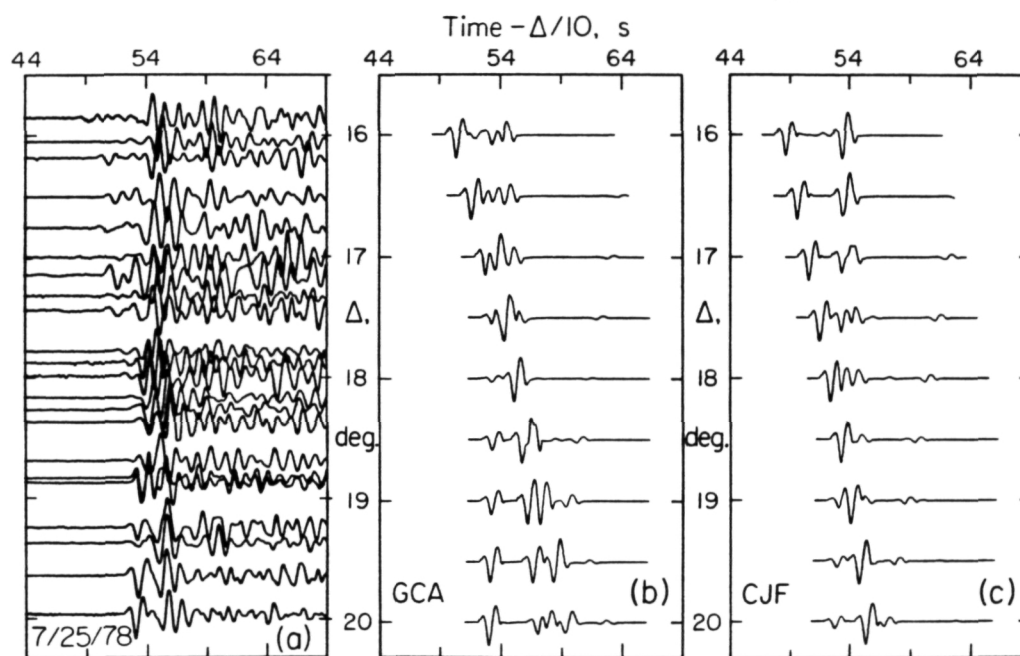 Time - Δ/10, s
44 54 64 44 54 64 44 54 64
16 16
17 17
Δ, Δ,
18 18
deg. deg.
19 19
GCA (b) CJF (c)
20 20
7/25/78 (a)